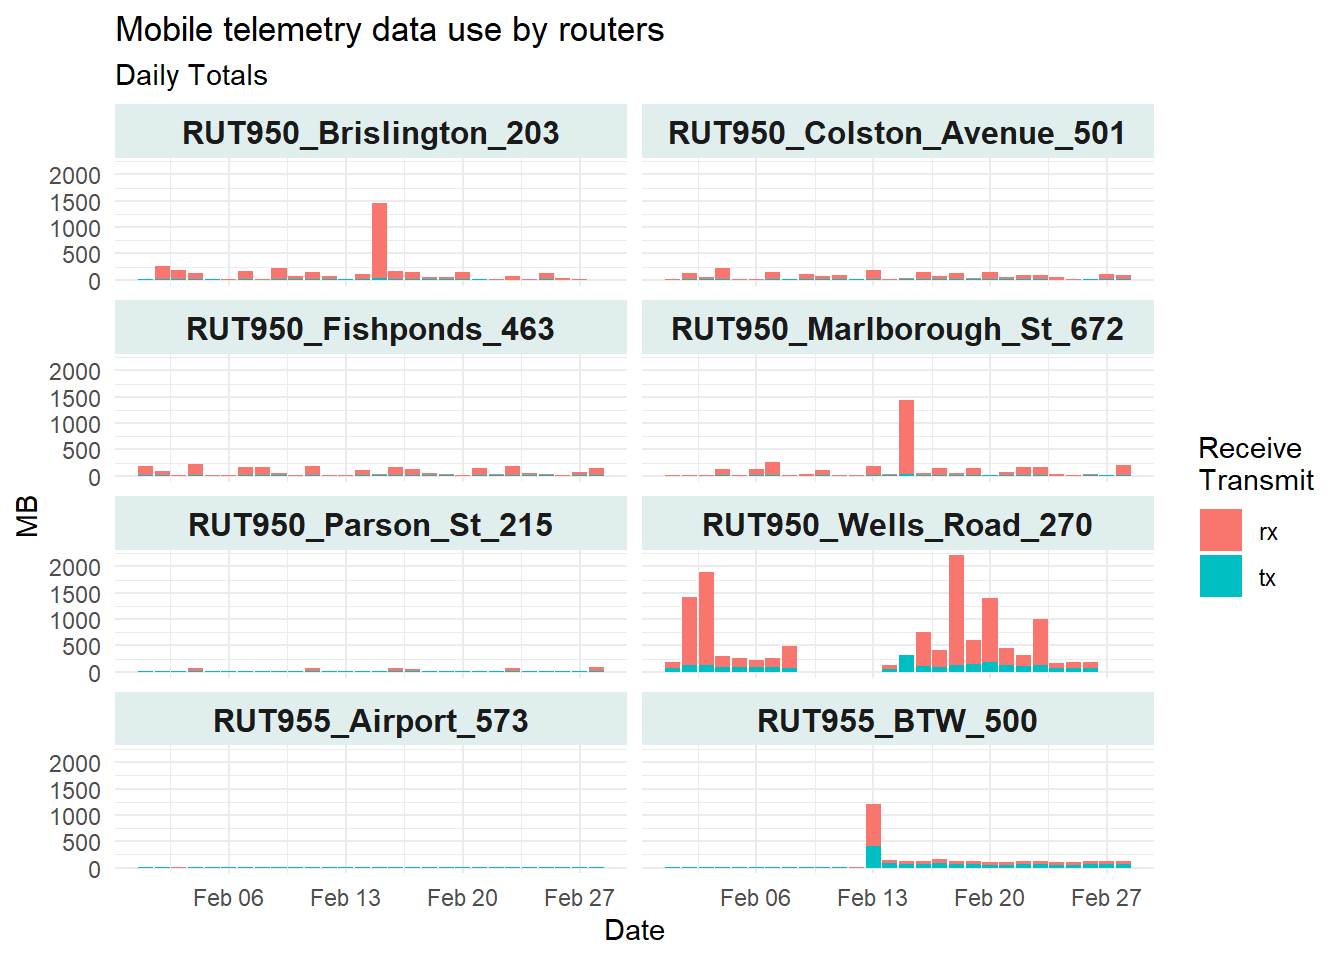 Mobile telemetry data use by routers
Daily Totals
RUT950_Brislington_203
RUT950_Colston_Avenue_501
2000
1500
1000
500
0
RUT950_Fishponds_463
RUT950_Marlborough_St_672
2000
1500
1000
500
0
RUT950_Parson_St_215
RUT950_Wells_Road_270
2000
1500
1000
500
0
RUT955_Airport_573
RUT955_BTW_500
2000
1500
1000
500
0
Feb 06 Feb 13 Feb 20 Feb 27
Feb 06 Feb 13 Feb 20 Feb 27
Date
MB
Receive
Transmit
rx
tx